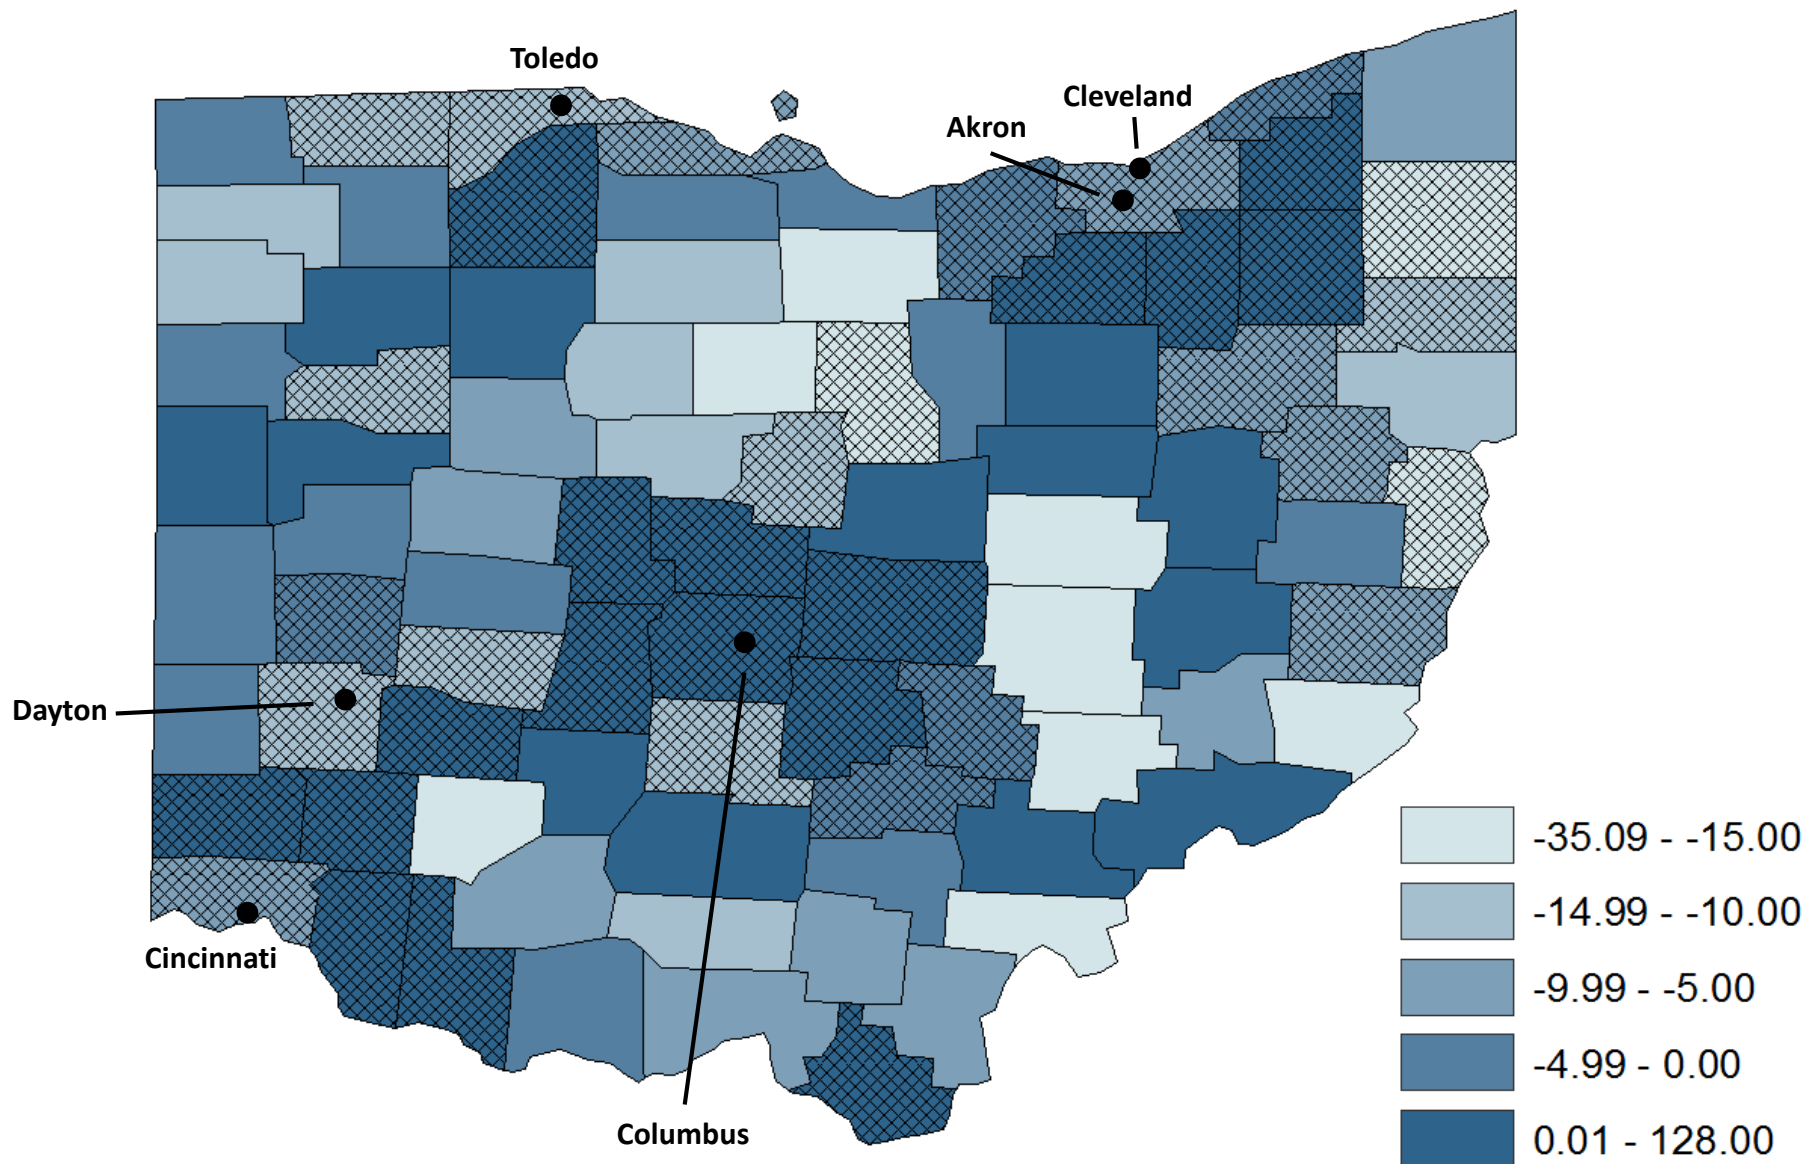 Toledo
Cleveland
Akron
Dayton
Cincinnati
Columbus
-35.09 - -15.00
-14.99 - -10.00
-9.99 - -5.00
-4.99 - 0.00
0.01 - 128.00